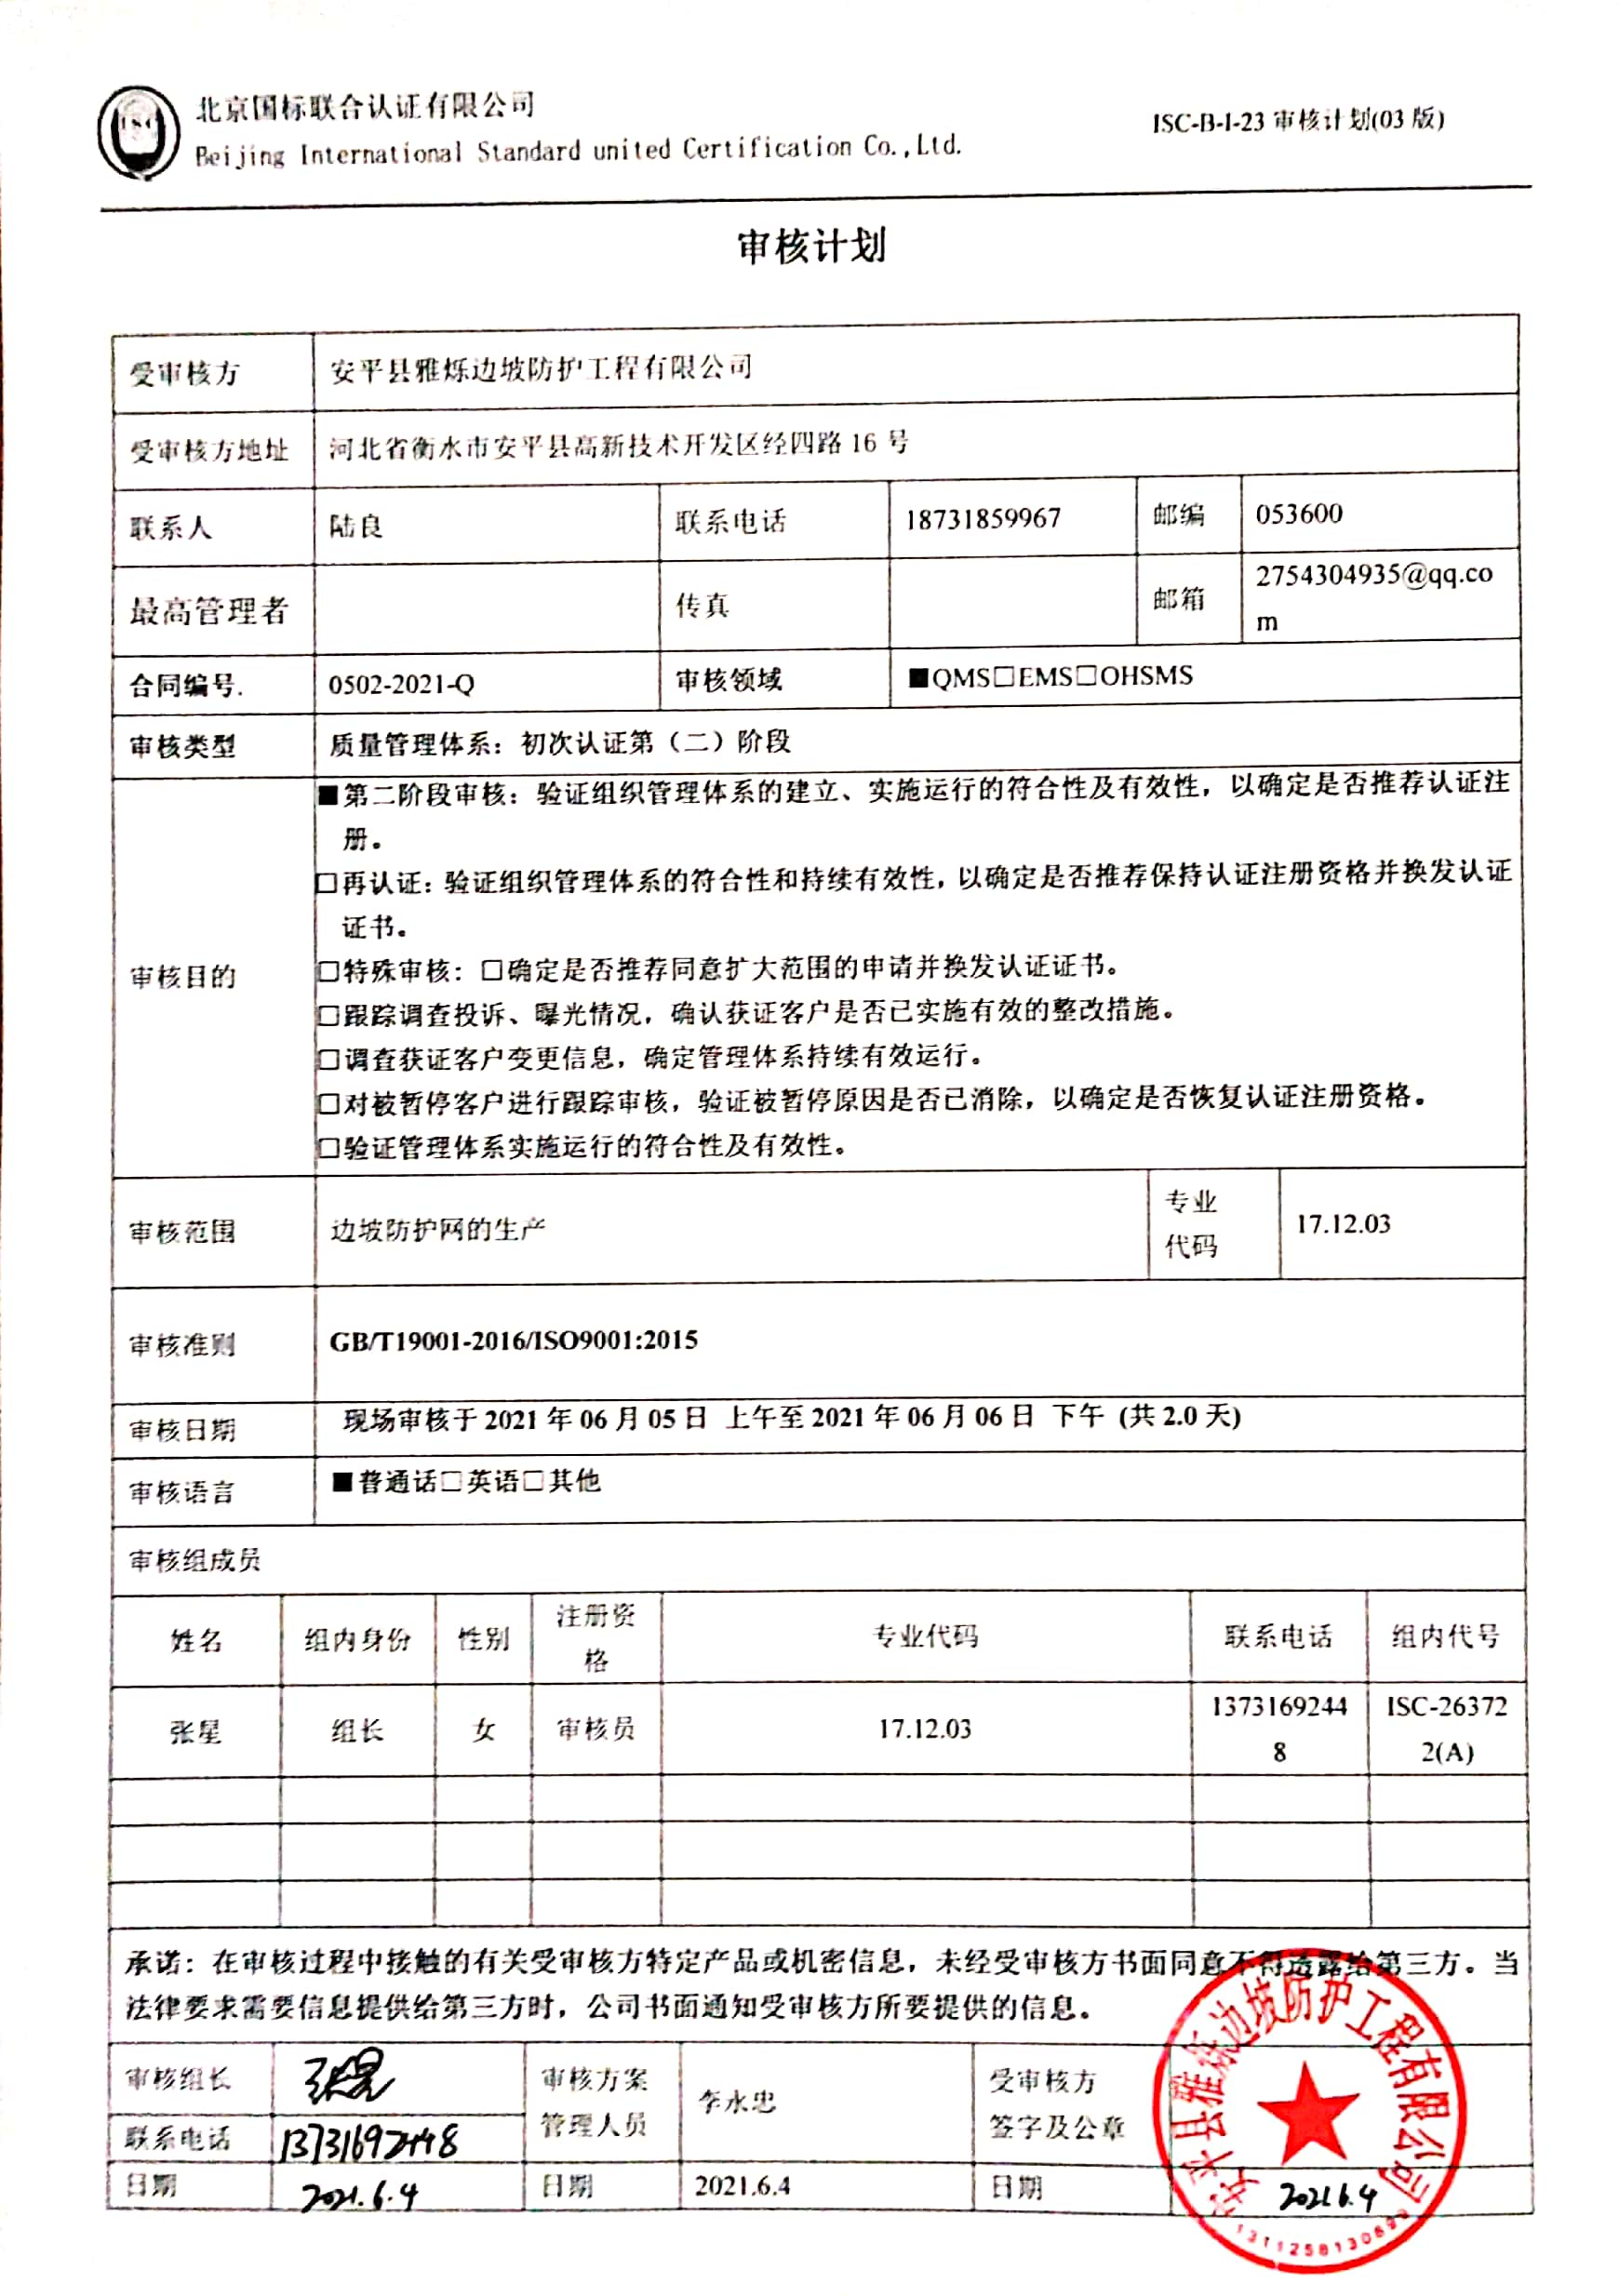 北京国标联合认证有限公司
Beijing International Standard united Certification Co.,Ltd.
ISC-B-I-23 审核计划(03 版)
审核计划
受审核方 安平县雅烁边坡防护工程有限公司
受审核方地址 河北省衡水市安平县高新技术开发区经四路 16 号
联系人 陆良 联系电话 18731859967 邮编 053600
最高管理者 传真 邮箱 2754304935@qq.co
m
合同编号. 0502-2021-Q 审核领域 ■QMS□EMS□OHSMS
审核类型 质量管理体系：初次认证第（二）阶段
审核目的
■第二阶段审核：验证组织管理体系的建立、实施运行的符合性及有效性，以确定是否推荐认证注
册。
□再认证：验证组织管理体系的符合性和持续有效性，以确定是否推荐保持认证注册资格并换发认证
证书。
□特殊审核：□确定是否推荐同意扩大范围的申请并换发认证证书。
□跟踪调查投诉、曝光情况，确认获证客户是否已实施有效的整改措施。
□调查获证客户变更信息，确定管理体系持续有效运行。
□对被暂停客户进行跟踪审核，验证被暂停原因是否已消除，以确定是否恢复认证注册资格。
□验证管理体系实施运行的符合性及有效性。
审核范围 边坡防护网的生产 专业
代码 17.12.03
审核准则 GB/T19001-2016/ISO9001:2015
审核日期 现场审核于 2021 年 06 月 05 日 上午至 2021 年 06 月 06 日 下午 (共 2.0 天)
审核语言 ■普通话□英语□其他
审核组成员
姓名 组内身份 性别 注册资
格 专业代码 联系电话 组内代号
张星 组长 女 审核员 17.12.03 1373169244
8 ISC-26372
2(A)
承诺：在审核过程中接触的有关受审核方特定产品或机密信息，未经受审核方书面同意不得透露给第三方。当
法律要求需要信息提供给第三方时，公司书面通知受审核方所要提供的信息。
审核组长 张星 审核方案
管理人员 李永忠 受审核方
签字及公章
联系电话 13731692448
日期 2021.6.4 日期 2021.6.4 日期 2021.6.4
安平县雅烁边坡防护工程有限公司